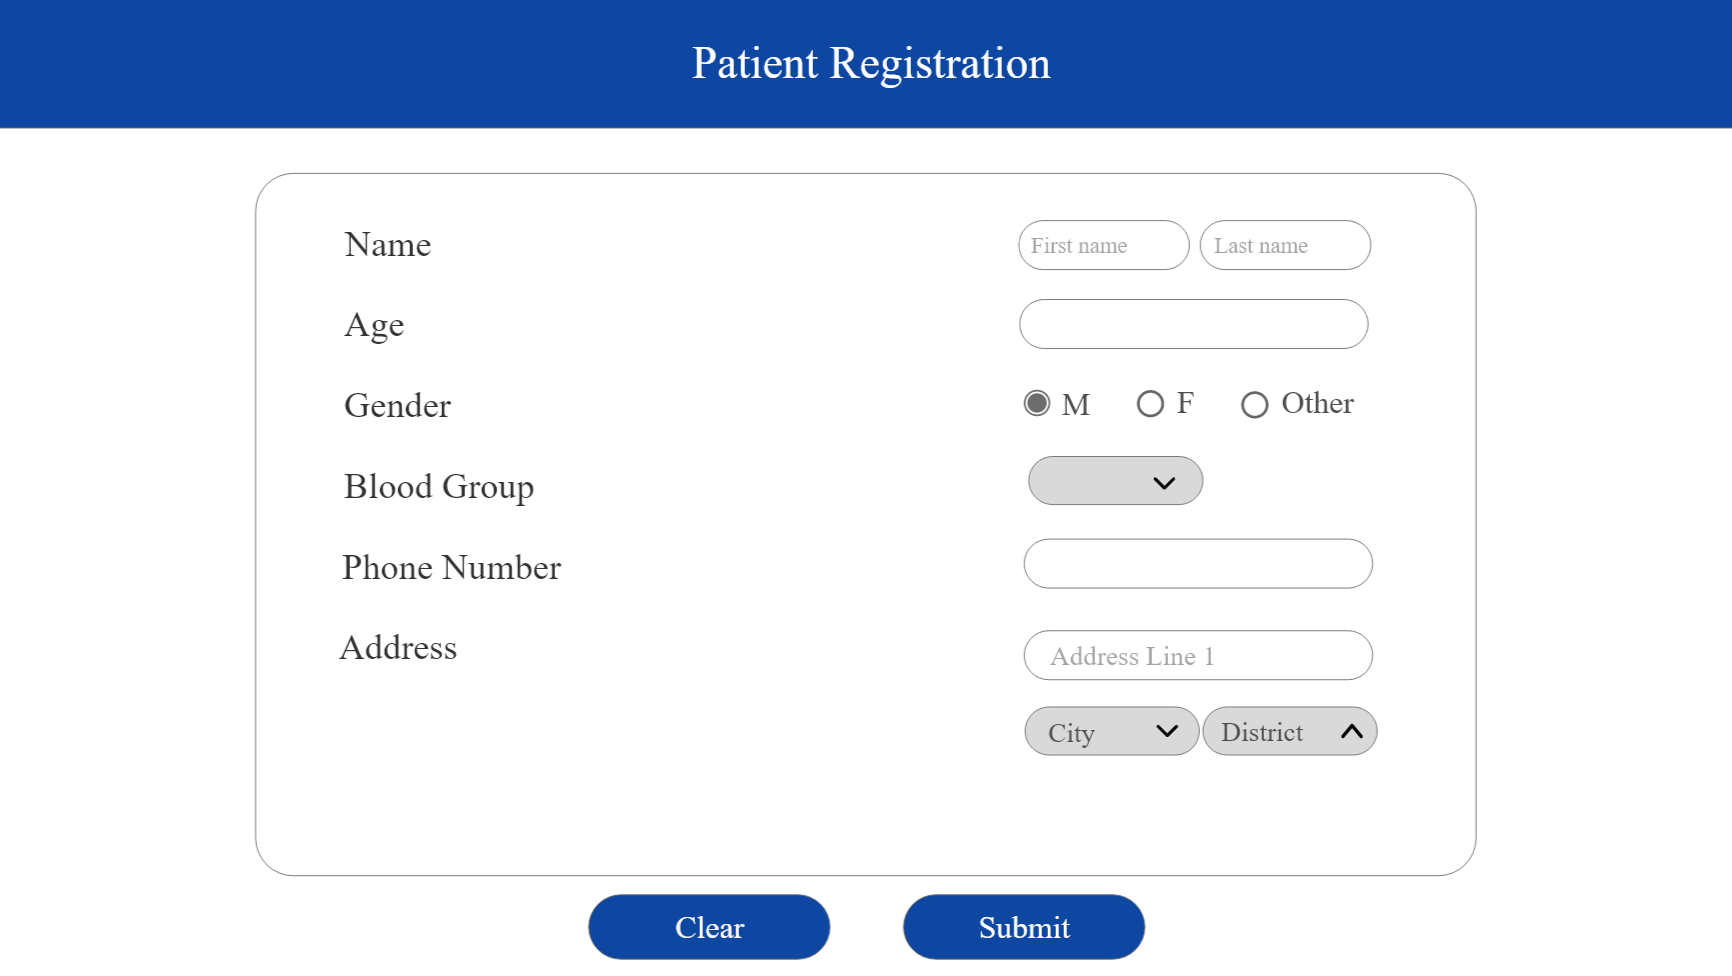 Patient Registration
Name
First name Last name
Age
Gender
M F Other
Blood Group
Phone Number
Address
Address Line 1
City District
Clear Submit